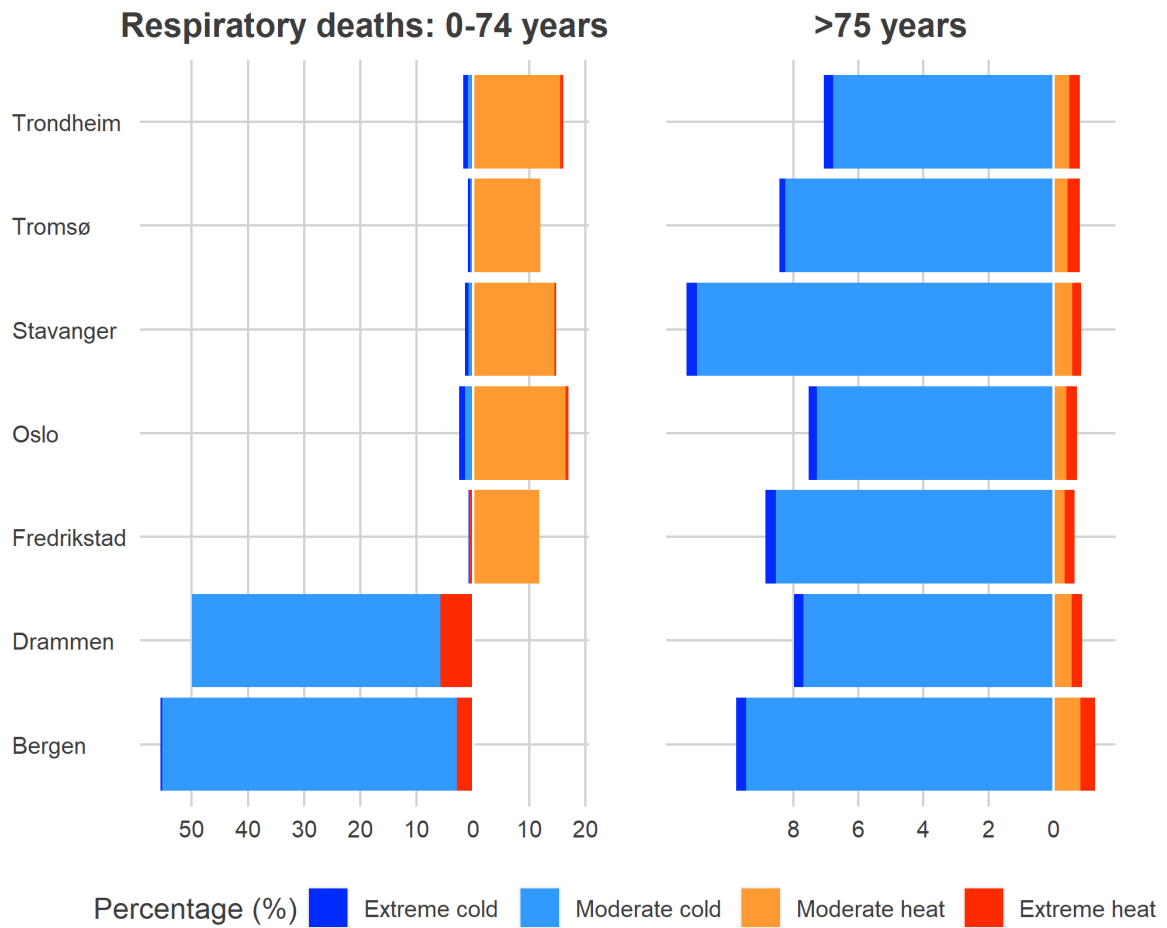 Respiratory deaths: 0-74 years
>75 years
Trondheim
Tromsø
Stavanger
Oslo
Fredrikstad
Drammen
Bergen
50 40 30 20 10 0 10 20
8 6 4 2 0
Percentage (%) Extreme cold Moderate cold Moderate heat Extreme heat